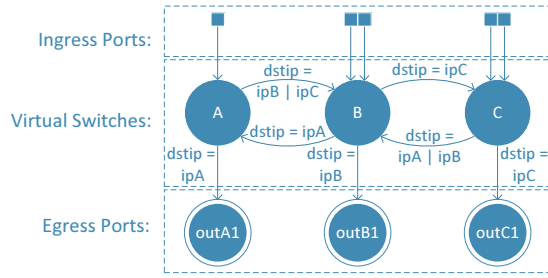 Ingress Ports:
dstip =
ipB | ipC
dstip = ipC
Virtual Switches:
A
B
C
dstip = ipA
dstip =
ipA | ipB
dstip =
ipA
dstip =
ipB
dstip =
ipC
Egress Ports:
outA1
outB1
outC1